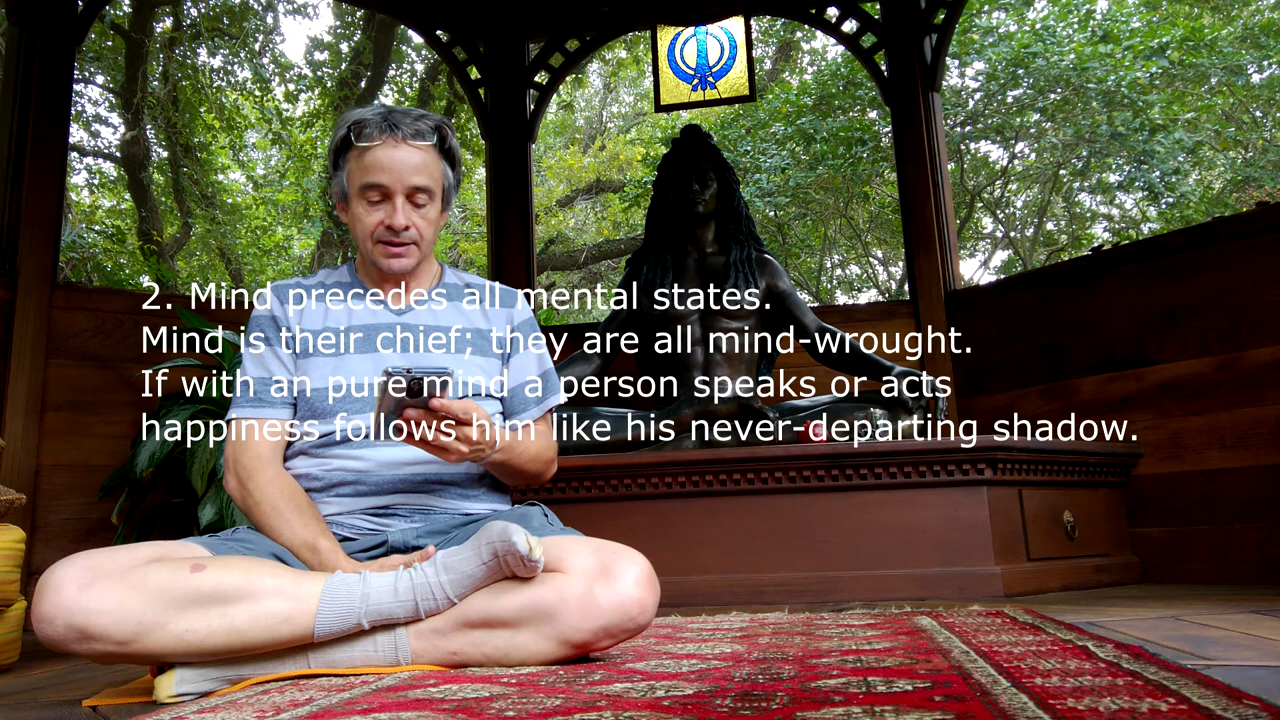 2. Mind precedes all mental states.
Mind is their chief; they are all mind-wrought.
If with an pure mind a person speaks or acts
happiness follows him like his never-departing shadow.